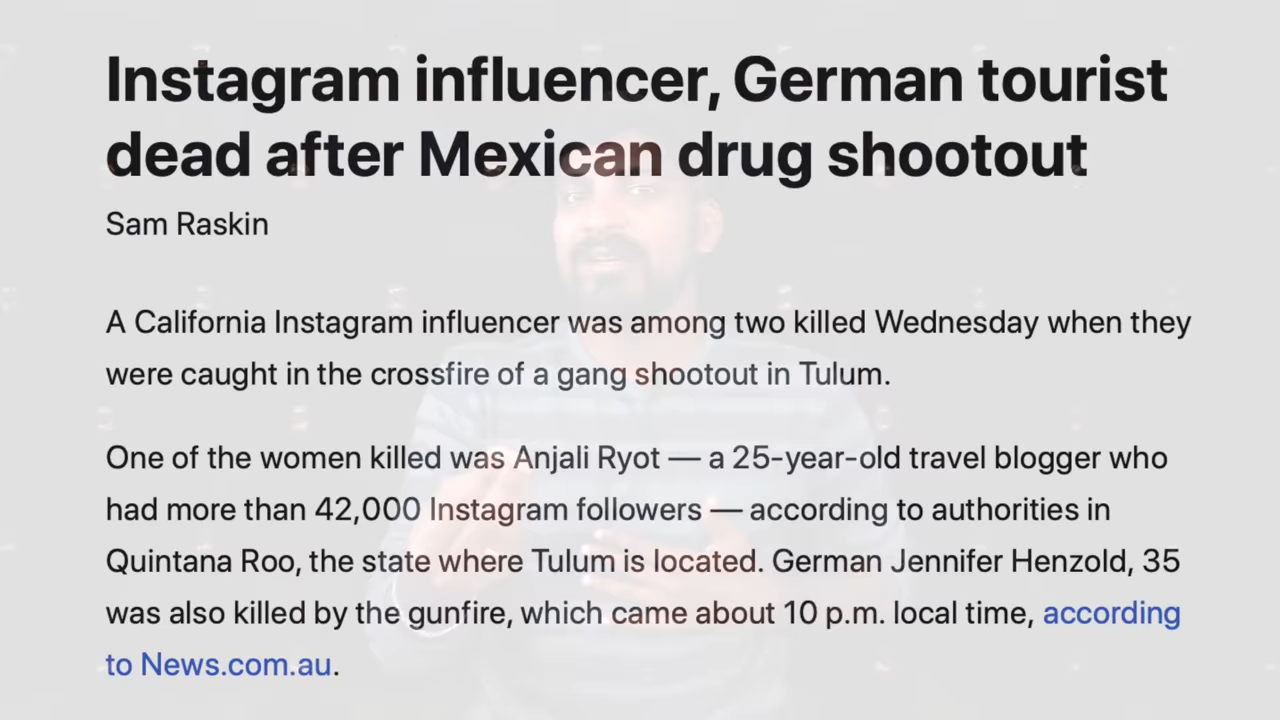 Instagram influencer, German tourist
dead after Mexican drug shootout
Sam Raskin
A California Instagram influencer was among two killed Wednesday when they
were caught in the crossfire of a gang shootout in Tulum.
One of the women killed was Anjali Ryot — a 25-year-old travel blogger who
had more than 42,000 Instagram followers — according to authorities in
Quintana Roo, the state where Tulum is located. German Jennifer Henzold, 35
was also killed by the gunfire, which came about 10 p.m. local time, according
to News.com.au.